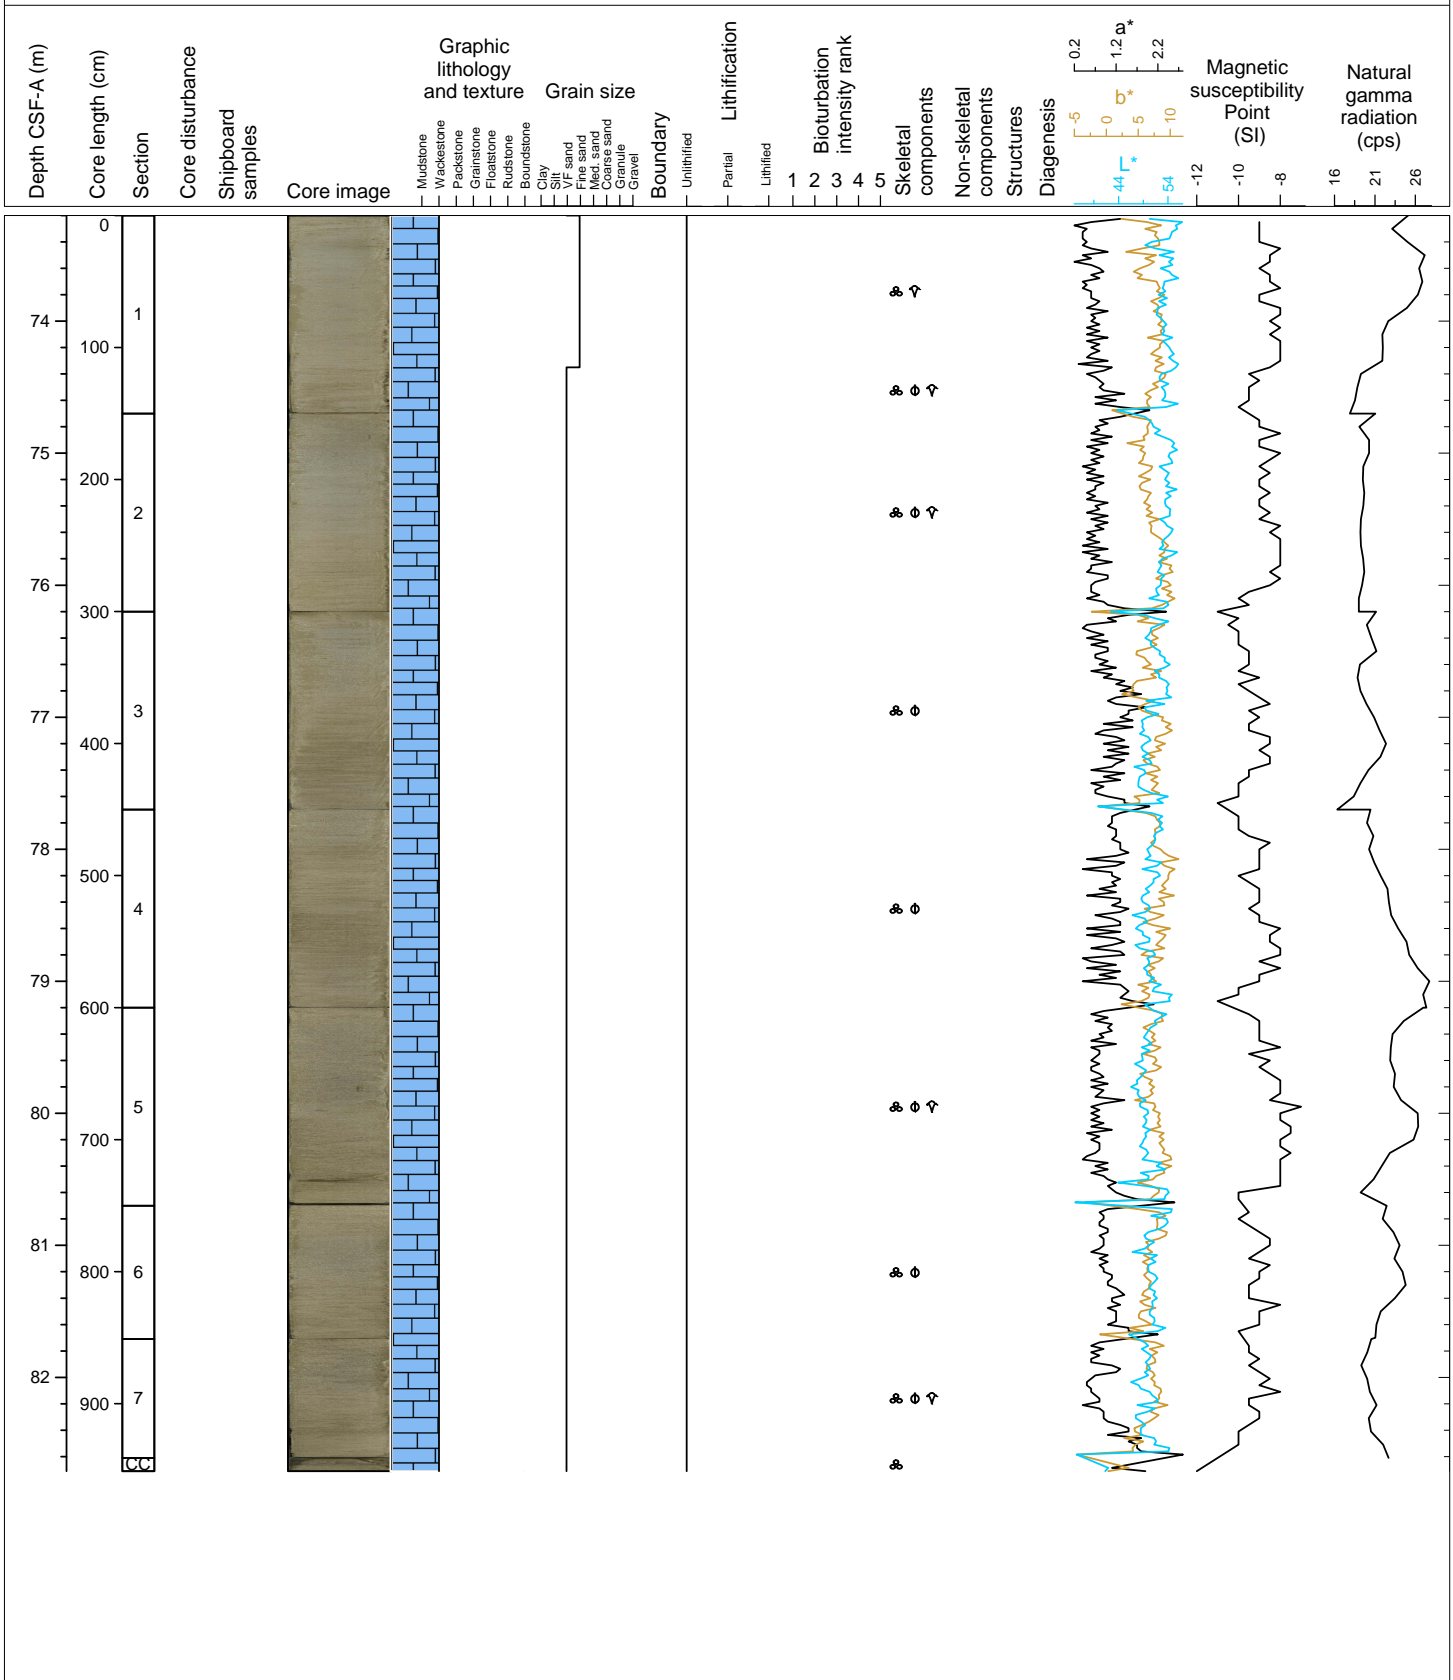 Depth CSF-A (m)
Core length (cm)
Section
Core disturbance
Shipboard
samples
Core image
Graphic
lithology
and texture
Mudstone
Wackestone
Packstone
Grainstone
Floatstone
Rudstone
Boundstone
Grain size
Clay
Silt
VF sand
Fine sand
Med. sand
Coarse sand
Granule
Gravel
Boundary
Lithification
Unlithified
Partial
Lithified
Bioturbation
intensity rank
1 2 3 4 5
Skeletal
components
Non-skeletal
components
Structures
Diagenesis
a*
0.2 1.2 2.2
b*
-5 0 5 10
L*
44 54
Magnetic
susceptibility
Point
(SI)
-12 -10 -8
Natural
gamma
radiation
(cps)
16 21 26
0
1
74
100
75
200
2
76
300
3
77
400
78
500
4
79
600
5
80
700
81
800
6
82
900
7
CC